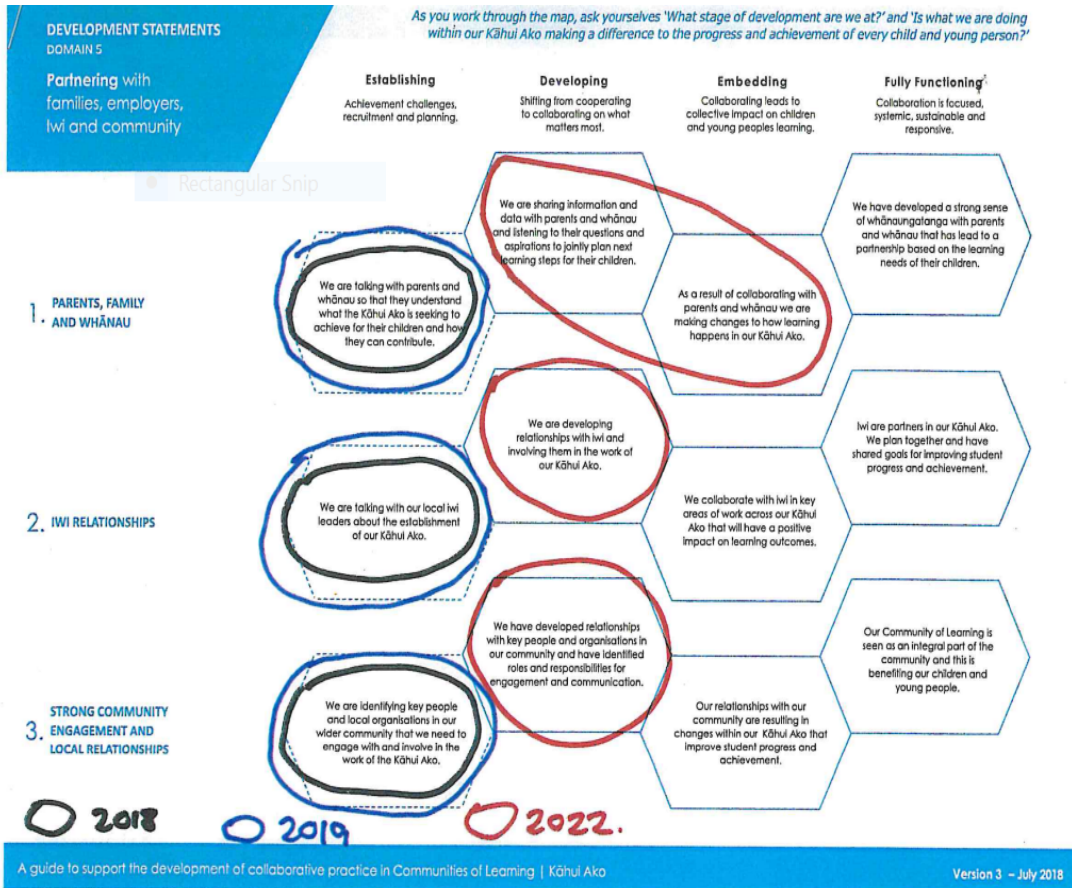 DEVELOPMENT STATEMENTS
DOMAIN 5
Partnering with
families, employers,
Iwi and community
As you work through the map, ask yourselves 'What stage of development are we at?' and 'Is what we are doing
within our Kāhui Ako making a difference to the progress and achievement of every child and young person?'
Establishing
Achievement challenges,
recruitment and planning.
Developing
Shifting from cooperating
to collaborating on what
matters most.
Embedding
Collaborating leads to
collective impact on children
and young peoples learning.
Fully Functioning
Collaboration is focused,
systemic, sustainable and
responsive.
Rectangular Snip
1. PARENTS, FAMILY
AND WHĀNAU
We are talking with parents and
whānau so that they understand
what the Kāhui Ako is seeking to
achieve for their children and how
they can contribute.
We are sharing information and
data with parents and whānau
and listening to their questions and
aspirations to jointly plan next
learning steps for their children.
As a result of collaborating with
parents and whānau we are
making changes to how learning
happens in our Kāhui Ako.
We have developed a strong sense
of whānaungatanga with parents
and whānau that has lead to a
partnership based on the learning
needs of their children.
2. IWI RELATIONSHIPS
We are talking with our local iwi
leaders about the establishment
of our Kāhui Ako.
We are developing
relationships with iwi and
involving them in the work of
our Kāhui Ako.
We collaborate with iwi in key
areas of work across our Kāhui
Ako that will have a positive
impact on learning outcomes.
Iwi are partners in our Kāhui Ako.
We plan together and have
shared goals for improving student
progress and achievement.
3. STRONG COMMUNITY
ENGAGEMENT AND
LOCAL RELATIONSHIPS
We are identifying key people
and local organisations in our
wider community that we need to
engage with and involve in the
work of the Kāhui Ako.
We have developed relationships
with key people and organisations in
our community and have identified
roles and responsibilities for
engagement and communication.
Our relationships with our
community are resulting in
changes within our Kāhui Ako that
improve student progress and
achievement.
Our Community of Learning is
seen as an integral part of the
community and this is
benefiting our children and
young people.
2018
2019
2022.
A guide to support the development of collaborative practice in Communities of Learning | Kāhui Ako
Version 3 – July 2018